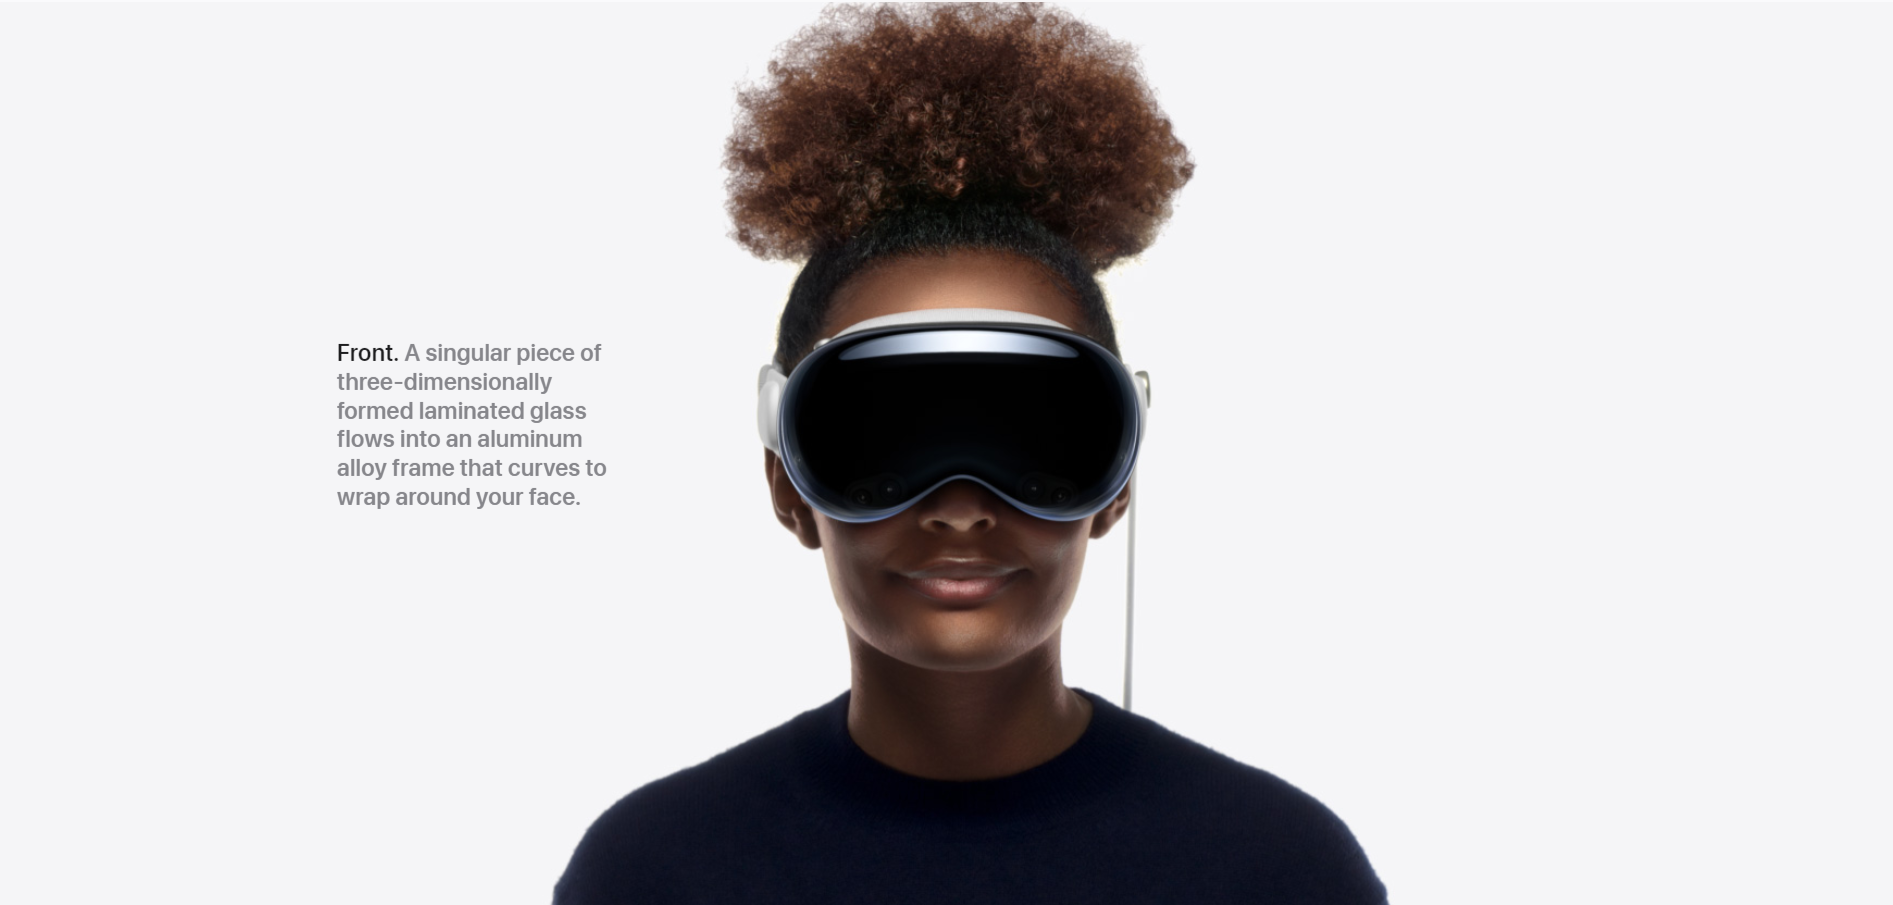 Front. A singular piece of
three-dimensionally
formed laminated glass
flows into an aluminum
alloy frame that curves to
wrap around your face.